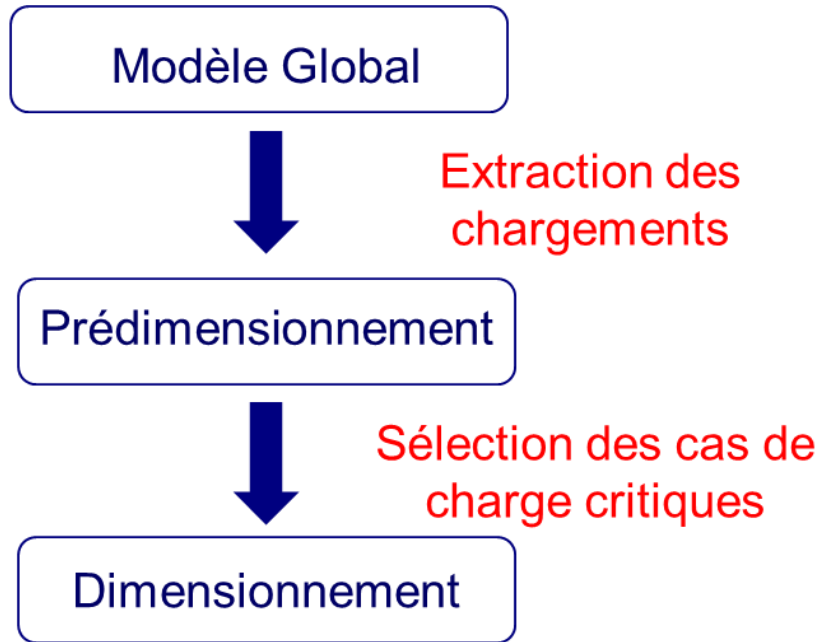 Modèle Global
Extraction des
chargements
Prédimensionnement
Sélection des cas de
charge critiques
Dimensionnement